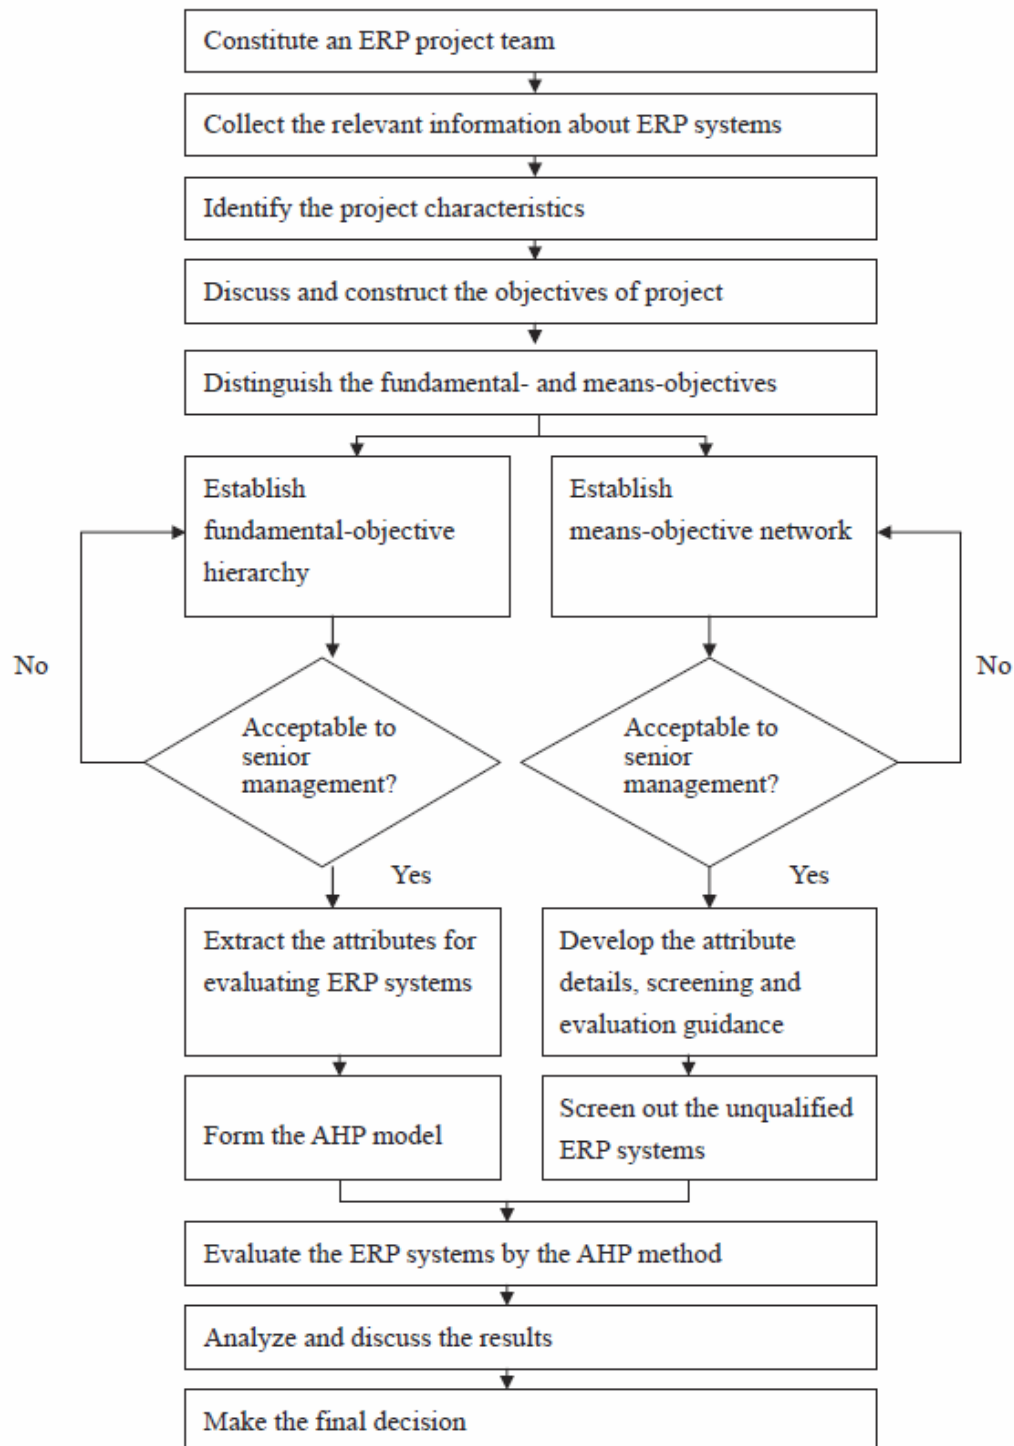 Constitute an ERP project team
Collect the relevant information about ERP systems
Identify the project characteristics
Discuss and construct the objectives of project
Distinguish the fundamental- and means-objectives
Establish
fundamental-objective
hierarchy
Establish
means-objective network
No
No
Acceptable to
senior
management?
Acceptable to
senior
management?
Yes
Yes
Extract the attributes for
evaluating ERP systems
Develop the attribute
details, screening and
evaluation guidance
Form the AHP model
Screen out the unqualified
ERP systems
Evaluate the ERP systems by the AHP method
Analyze and discuss the results
Make the final decision